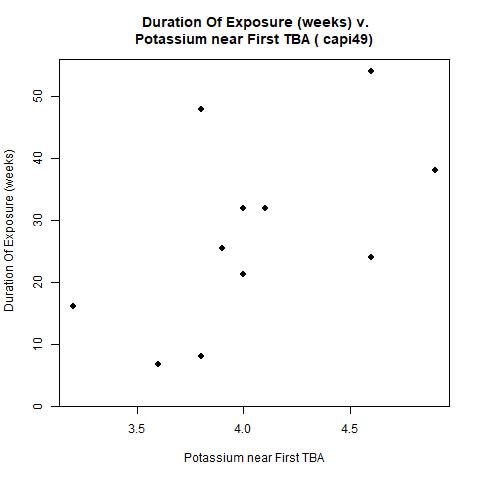 Duration Of Exposure (weeks) v.
Potassium near First TBA ( capi49)
Duration Of Exposure (weeks)
50
40
30
20
10
0
3.5 4.0 4.5
Potassium near First TBA